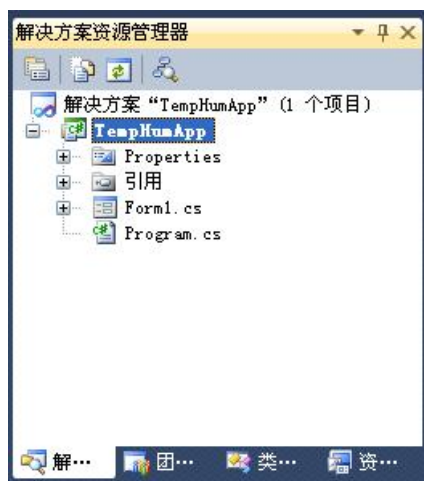 解决方案资源管理器
解决方案“TempHumApp”(1 个项目)
TempHumApp
Properties
引用
Form1.cs
Program.cs
解… 团… 类… 资…